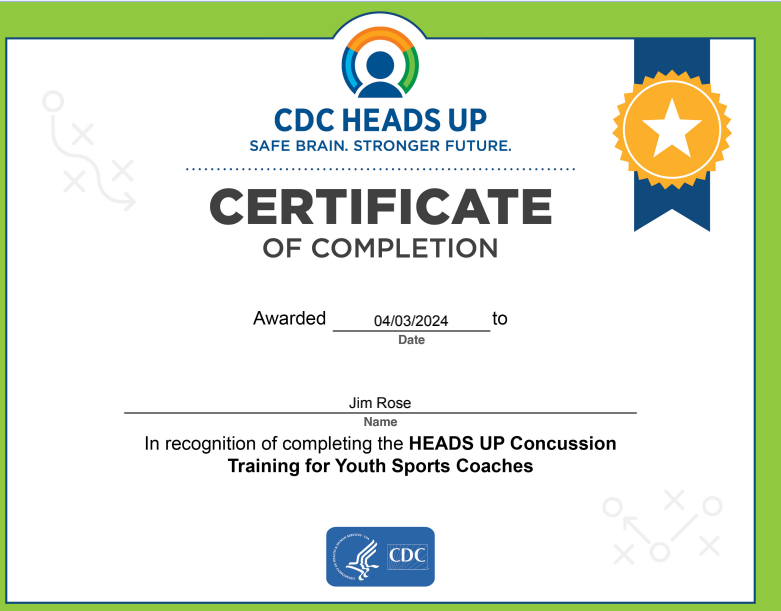 CDC HEADS UP
SAFE BRAIN. STRONGER FUTURE.
CERTIFICATE
OF COMPLETION
Awarded 04/03/2024 to
Date
Jim Rose
Name
In recognition of completing the HEADS UP Concussion
Training for Youth Sports Coaches
CDC